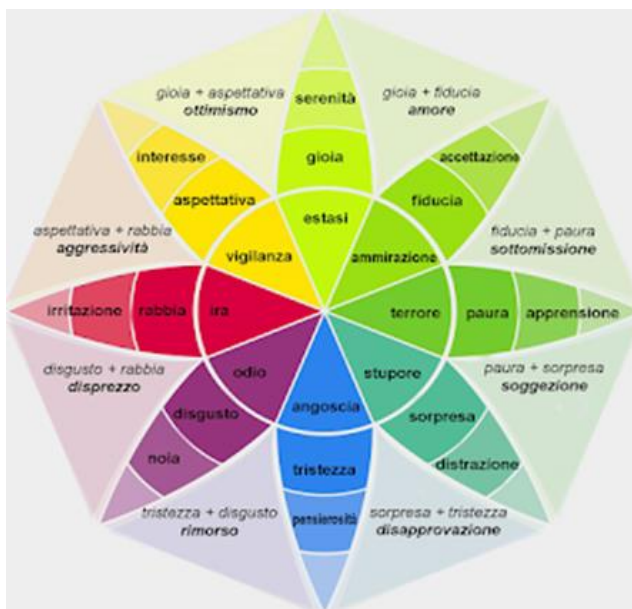 gioia + aspettativa
ottimismo
serenità
gioia + fiducia
amore
interesse
gioia
accettazione
aspettativa
fiducia
aspettativa + rabbia
aggressività
estasi
fiducia + paura
sottomissione
vigilanza
ammirazione
irritazione
rabbia
ira
terrore
paura
apprensione
disgusto + rabbia
disprezzo
odio
stupore
paura + sorpresa
soggezione
disgusto
angoscia
sorpresa
noia
tristezza
distrazione
tristezza + disgusto
rimorso
pensierosità
sorpresa + tristezza
disapprovazione